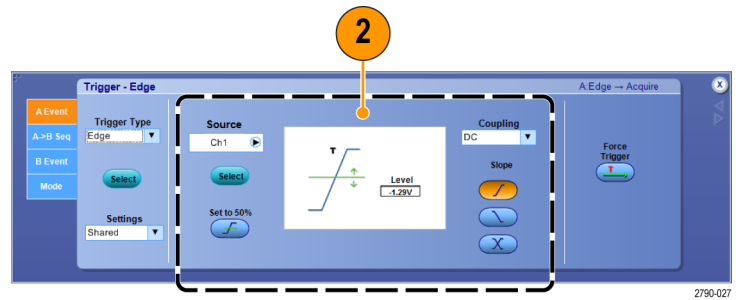 2
Trigger - Edge
A:Edge → Acquire
X
A Event
A->B Seq
B Event
Mode
Trigger Type
Edge
Select
Settings
Shared
Source
Ch1
Select
Set to 50%
T
Level
-1.29V
Coupling
DC
Slope
Force
Trigger
T
2790-027